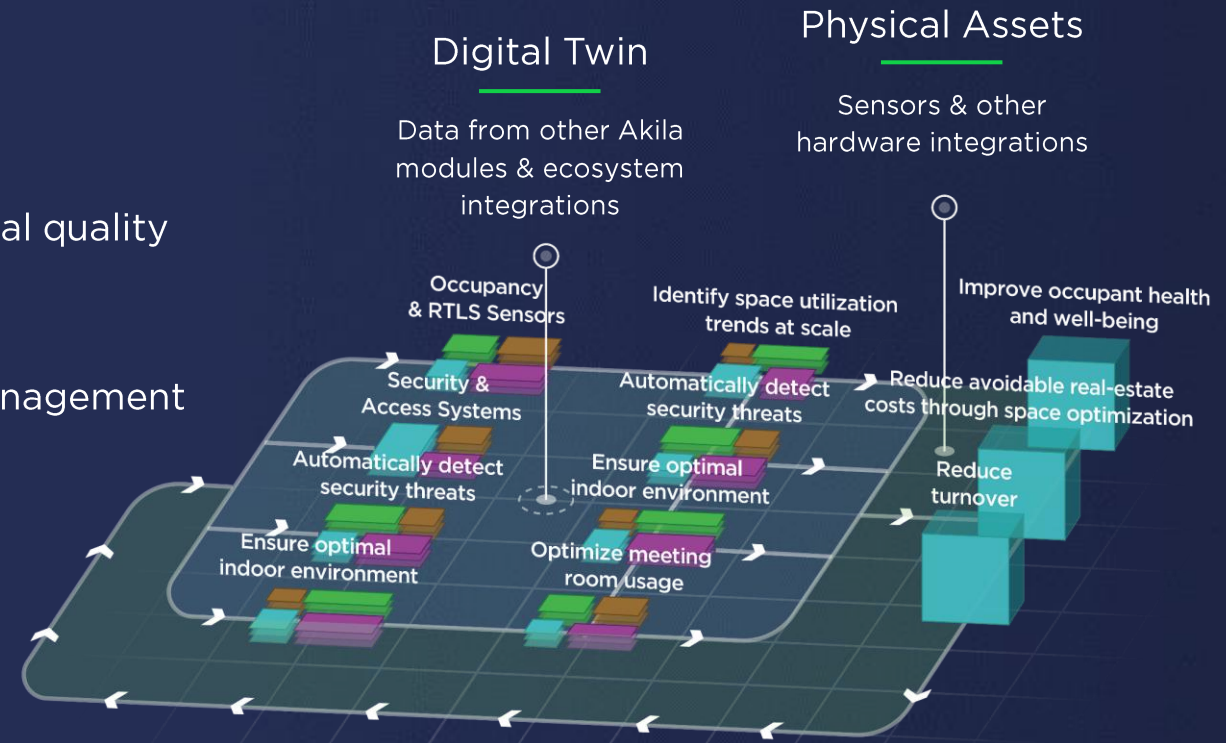 Digital Twin
Data from other Akila
modules & ecosystem
integrations
Physical Assets
Sensors & other
hardware integrations
al quality
nagement
Occupancy
& RTLS Sensors
Identify space utilization
trends at scale
Improve occupant health
and well-being
Security &
Access Systems
Automatically detect
security threats
Reduce avoidable real-estate
costs through space optimization
Automatically detect
security threats
Ensure optimal
indoor environment
Reduce
turnover
Ensure optimal
indoor environment
Optimize meeting
room usage